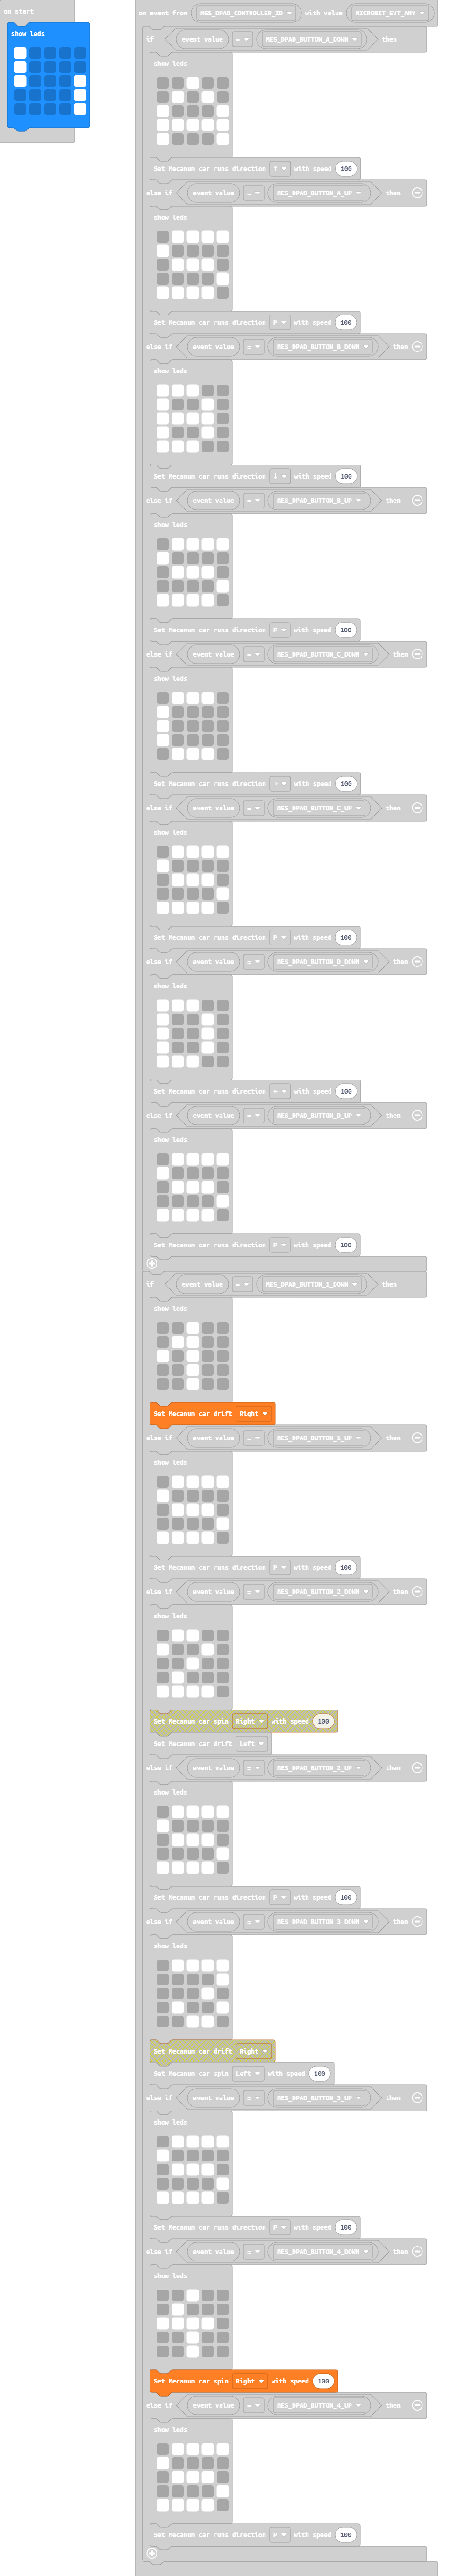 on start
show leds
on event from MES_DPAD_CONTROLLER_ID with value MICROBIT_EVT_ANY
if event value = MES_DPAD_BUTTON_A_DOWN then
show leds
Set Mecanum car runs direction ↑ with speed 100
else if event value = MES_DPAD_BUTTON_A_UP then
show leds
Set Mecanum car runs direction P with speed 100
else if event value = MES_DPAD_BUTTON_B_DOWN then
show leds
Set Mecanum car runs direction ↓ with speed 100
else if event value = MES_DPAD_BUTTON_B_UP then
show leds
Set Mecanum car runs direction P with speed 100
else if event value = MES_DPAD_BUTTON_C_DOWN then
show leds
Set Mecanum car runs direction with speed 100
else if event value = MES_DPAD_BUTTON_C_UP then
show leds
Set Mecanum car runs direction P with speed 100
else if event value = MES_DPAD_BUTTON_D_DOWN then
show leds
Set Mecanum car runs direction with speed 100
else if event value = MES_DPAD_BUTTON_D_UP then
show leds
Set Mecanum car runs direction P with speed 100
if event value = MES_DPAD_BUTTON_1_DOWN then
show leds
Set Mecanum car drift Right
else if event value = MES_DPAD_BUTTON_1_UP then
show leds
Set Mecanum car runs direction P with speed 100
else if event value = MES_DPAD_BUTTON_2_DOWN then
show leds
Set Mecanum car spin Right with speed 100
Set Mecanum car drift Left
else if event value = MES_DPAD_BUTTON_2_UP then
show leds
Set Mecanum car runs direction P with speed 100
else if event value = MES_DPAD_BUTTON_3_DOWN then
show leds
Set Mecanum car drift Right
Set Mecanum car spin Left with speed 100
else if event value = MES_DPAD_BUTTON_3_UP then
show leds
Set Mecanum car runs direction P with speed 100
else if event value = MES_DPAD_BUTTON_4_DOWN then
show leds
Set Mecanum car spin Right with speed 100
else if event value = MES_DPAD_BUTTON_4_UP then
show leds
Set Mecanum car runs direction P with speed 100